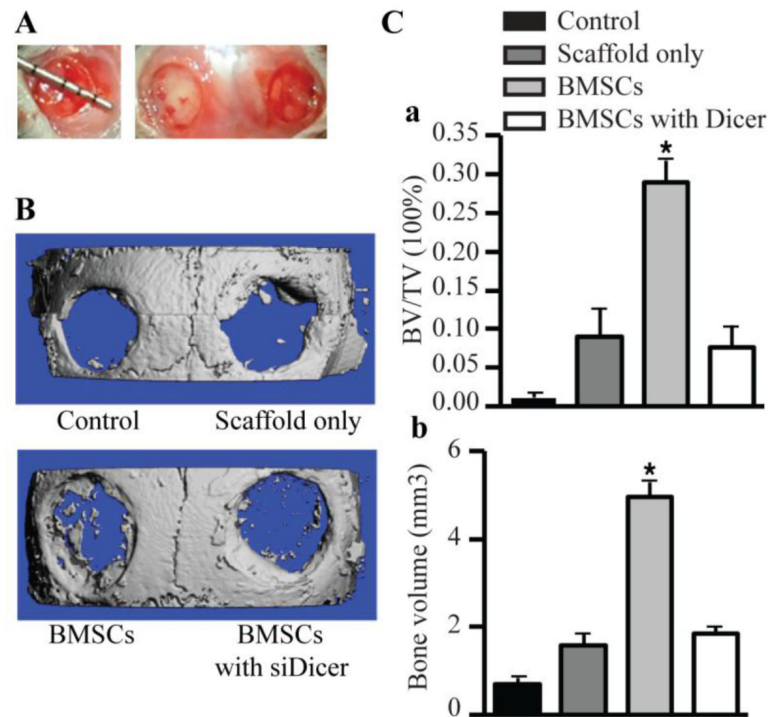 A
B
Control
Scaffold only
BMSCs
BMSCs
with siDicer
C
Control
Scaffold only
BMSCs
BMSCs with Dicer
a
BV/TV (100%)
0.35
0.30
0.25
0.20
0.15
0.10
0.05
0.00
*
b
Bone volume (mm3)
6
4
2
0
*